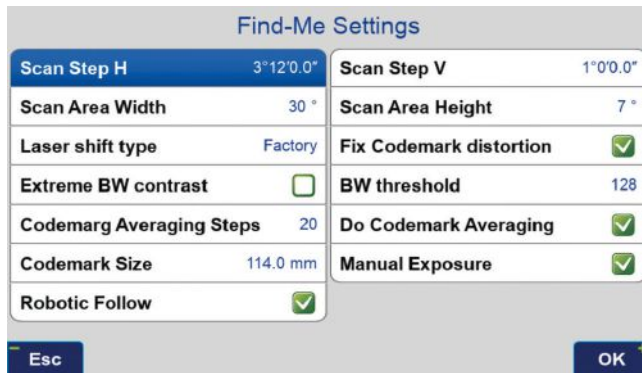 Find-Me Settings
Scan Step H 3°12'0.0"
Scan Area Width 30 °
Laser shift type Factory
Extreme BW contrast
Codemarg Averaging Steps 20
Codemark Size 114.0 mm
Robotic Follow
Scan Step V 1°0'0.0"
Scan Area Height 7 °
Fix Codemark distortion
BW threshold 128
Do Codemark Averaging
Manual Exposure
Esc
OK